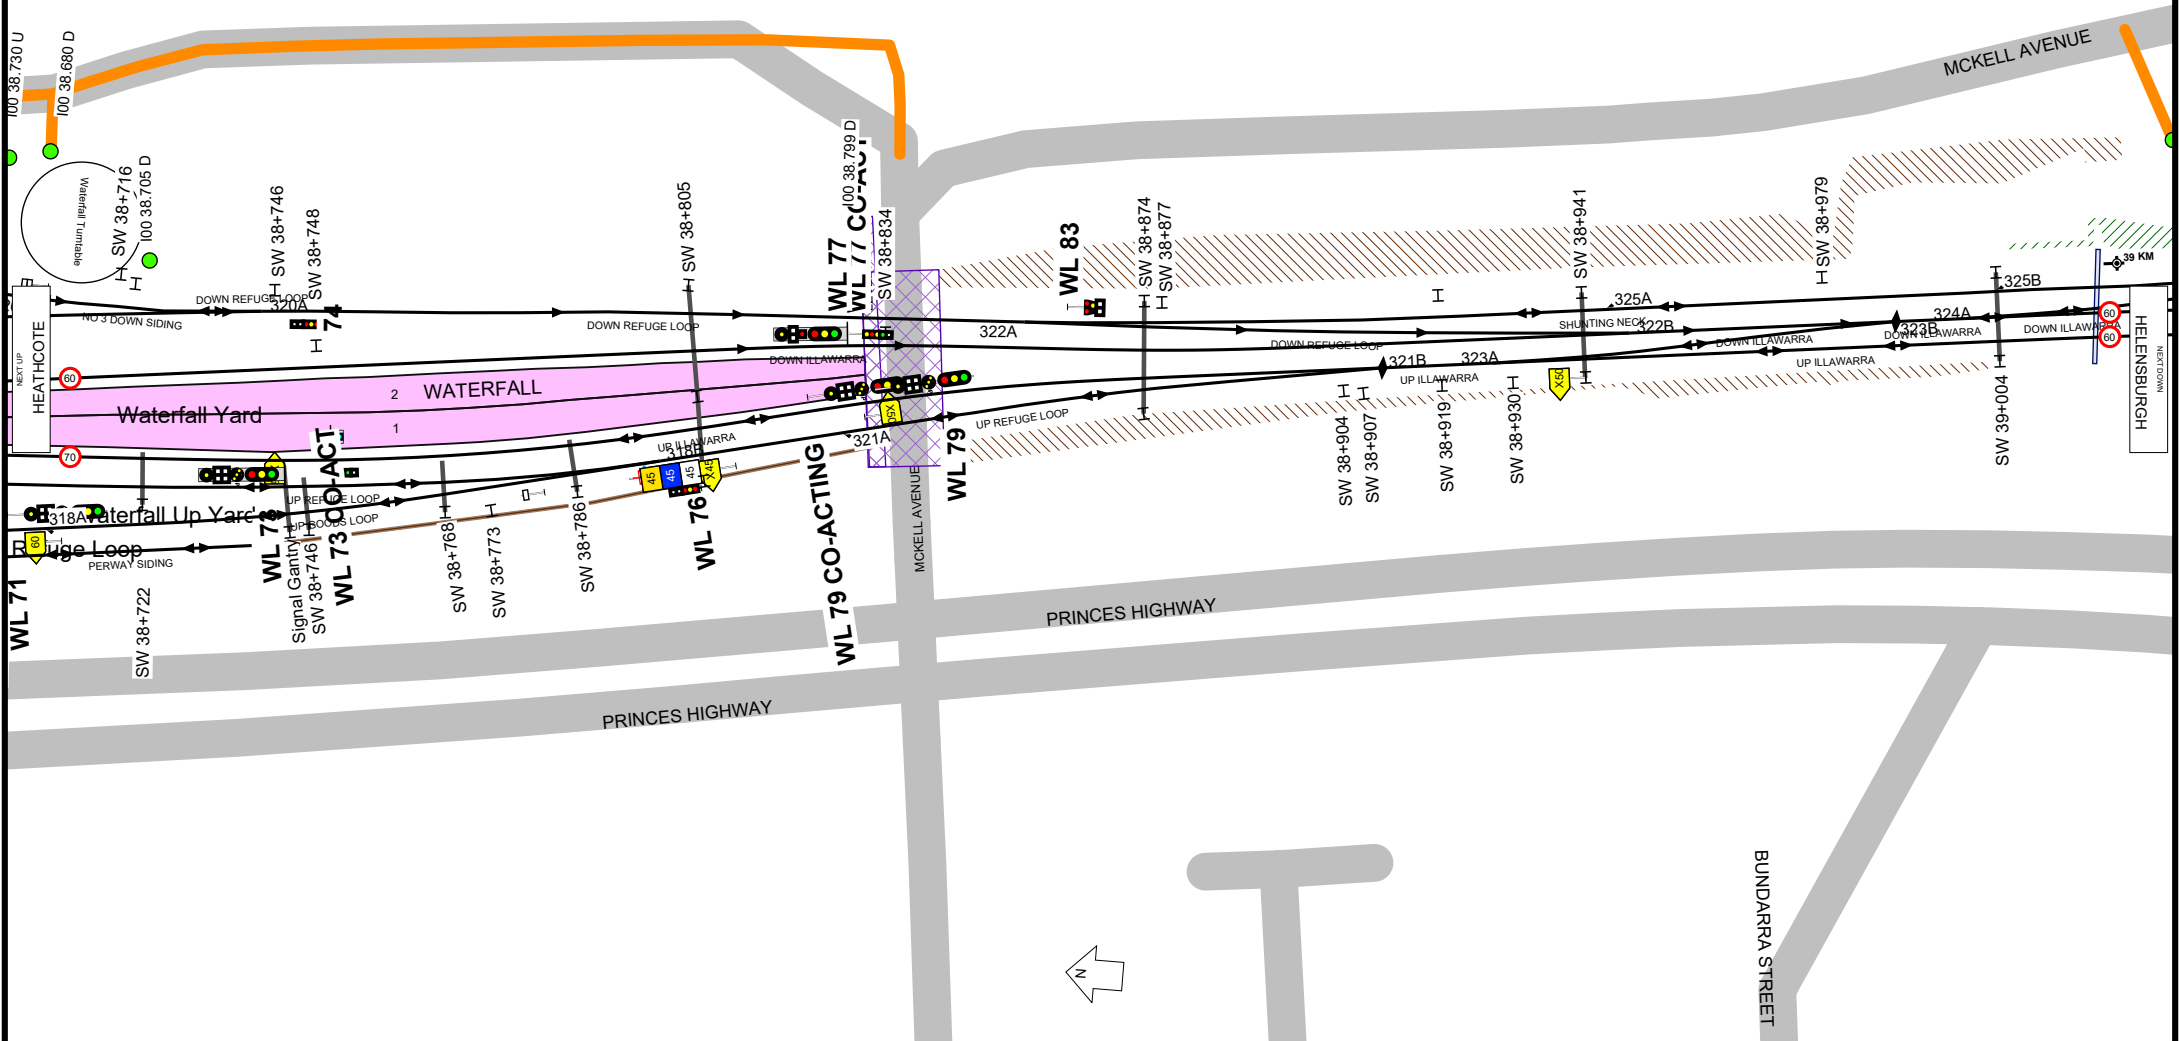 MCKELL AVENUE
I00 38.730 U
I00 38.680 D
Waterfall Turntable
SW 38+716
I00 38.705 D
SW 38+746
SW 38+748
SW 38+805
I00 38.799 D
WL 77
WL 77 CO-ACT
SW 38+834
WL 83
SW 38+874
SW 38+877
SW 38+941
SW 38+979
39 KM
DOWN REFUGE LOOP
320A
NO 3 DOWN SIDING
74
DOWN REFUGE LOOP
322A
DOWN REFUGE LOOP
325A
SHUNTING NECK
322B
325B
324A
323B
DOWN ILLAWARRA
DOWN ILLAWARRA
DOWN ILLAWARRA
UP ILLAWARRA
60
60
NEXT UP
HEATHCOTE
HELENSBURGH
NEXT DOWN
60
2
WATERFALL
Waterfall Yard
1
70
DOWN ILLAWARRA
321B
323A
UP ILLAWARRA
X50
X50
UP REFUGE LOOP
321A
UP ILLAWARRA
318B
45
45
45
X45
UP REFUGE LOOP
UP GOODS LOOP
318A
Waterfall Up Yard
Refuge Loop
60
PERWAY SIDING
WL 71
SW 38+722
WL 73
Signal Gantry
SW 38+746
WL 73 CO-ACT
SW 38+768
SW 38+773
SW 38+786
WL 76
WL 79 CO-ACTING
WL 79
MCKELL AVENUE
SW 38+904
SW 38+907
SW 38+919
SW 38+930
SW 39+004
PRINCES HIGHWAY
PRINCES HIGHWAY
BUNDARRA STREET
N